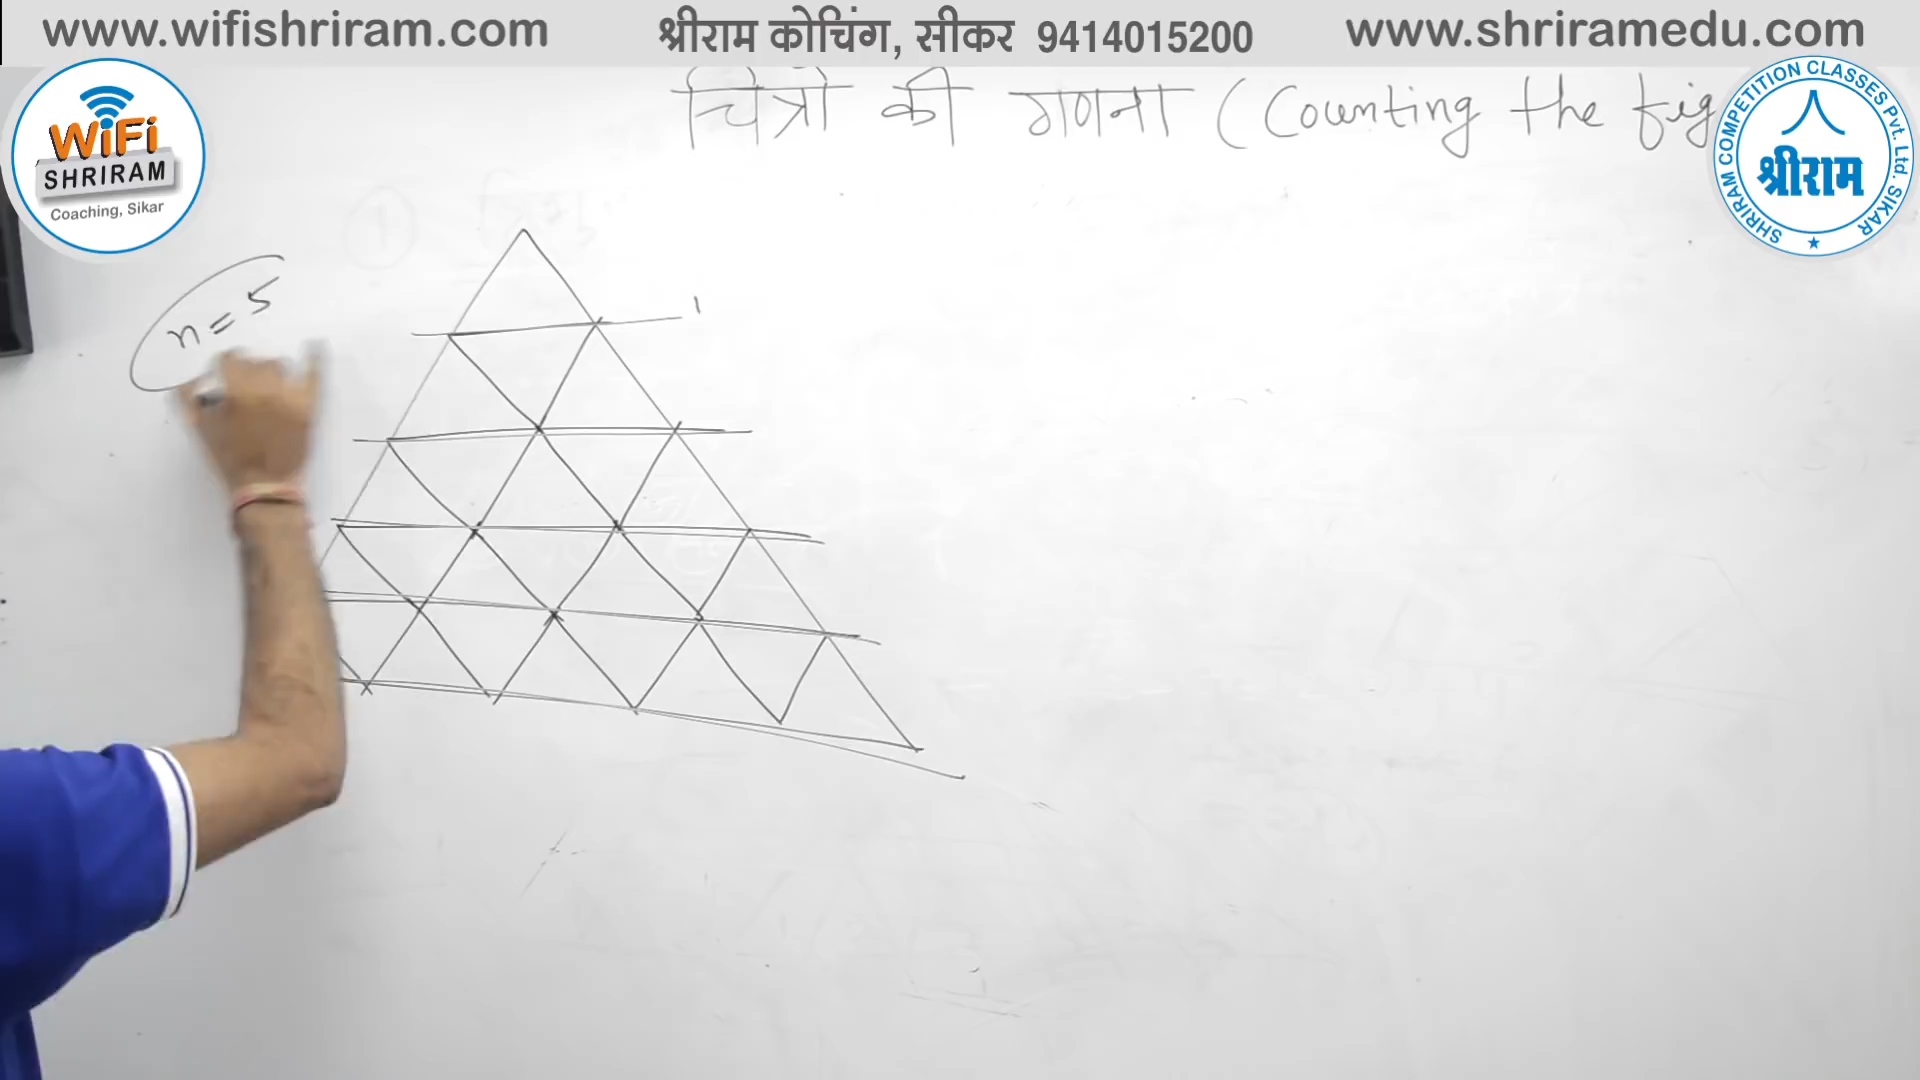 www.wifishriram.com
श्रीराम कोचिंग, सीकर 9414015200
www.shriramedu.com
WiFi
SHRIRAM
Coaching, Sikar
चित्रों की गणना (Counting the fig
SHRIRAM COMPETITION CLASSES Pvt. Ltd. SIKAR
श्रीराम
n = 5
1